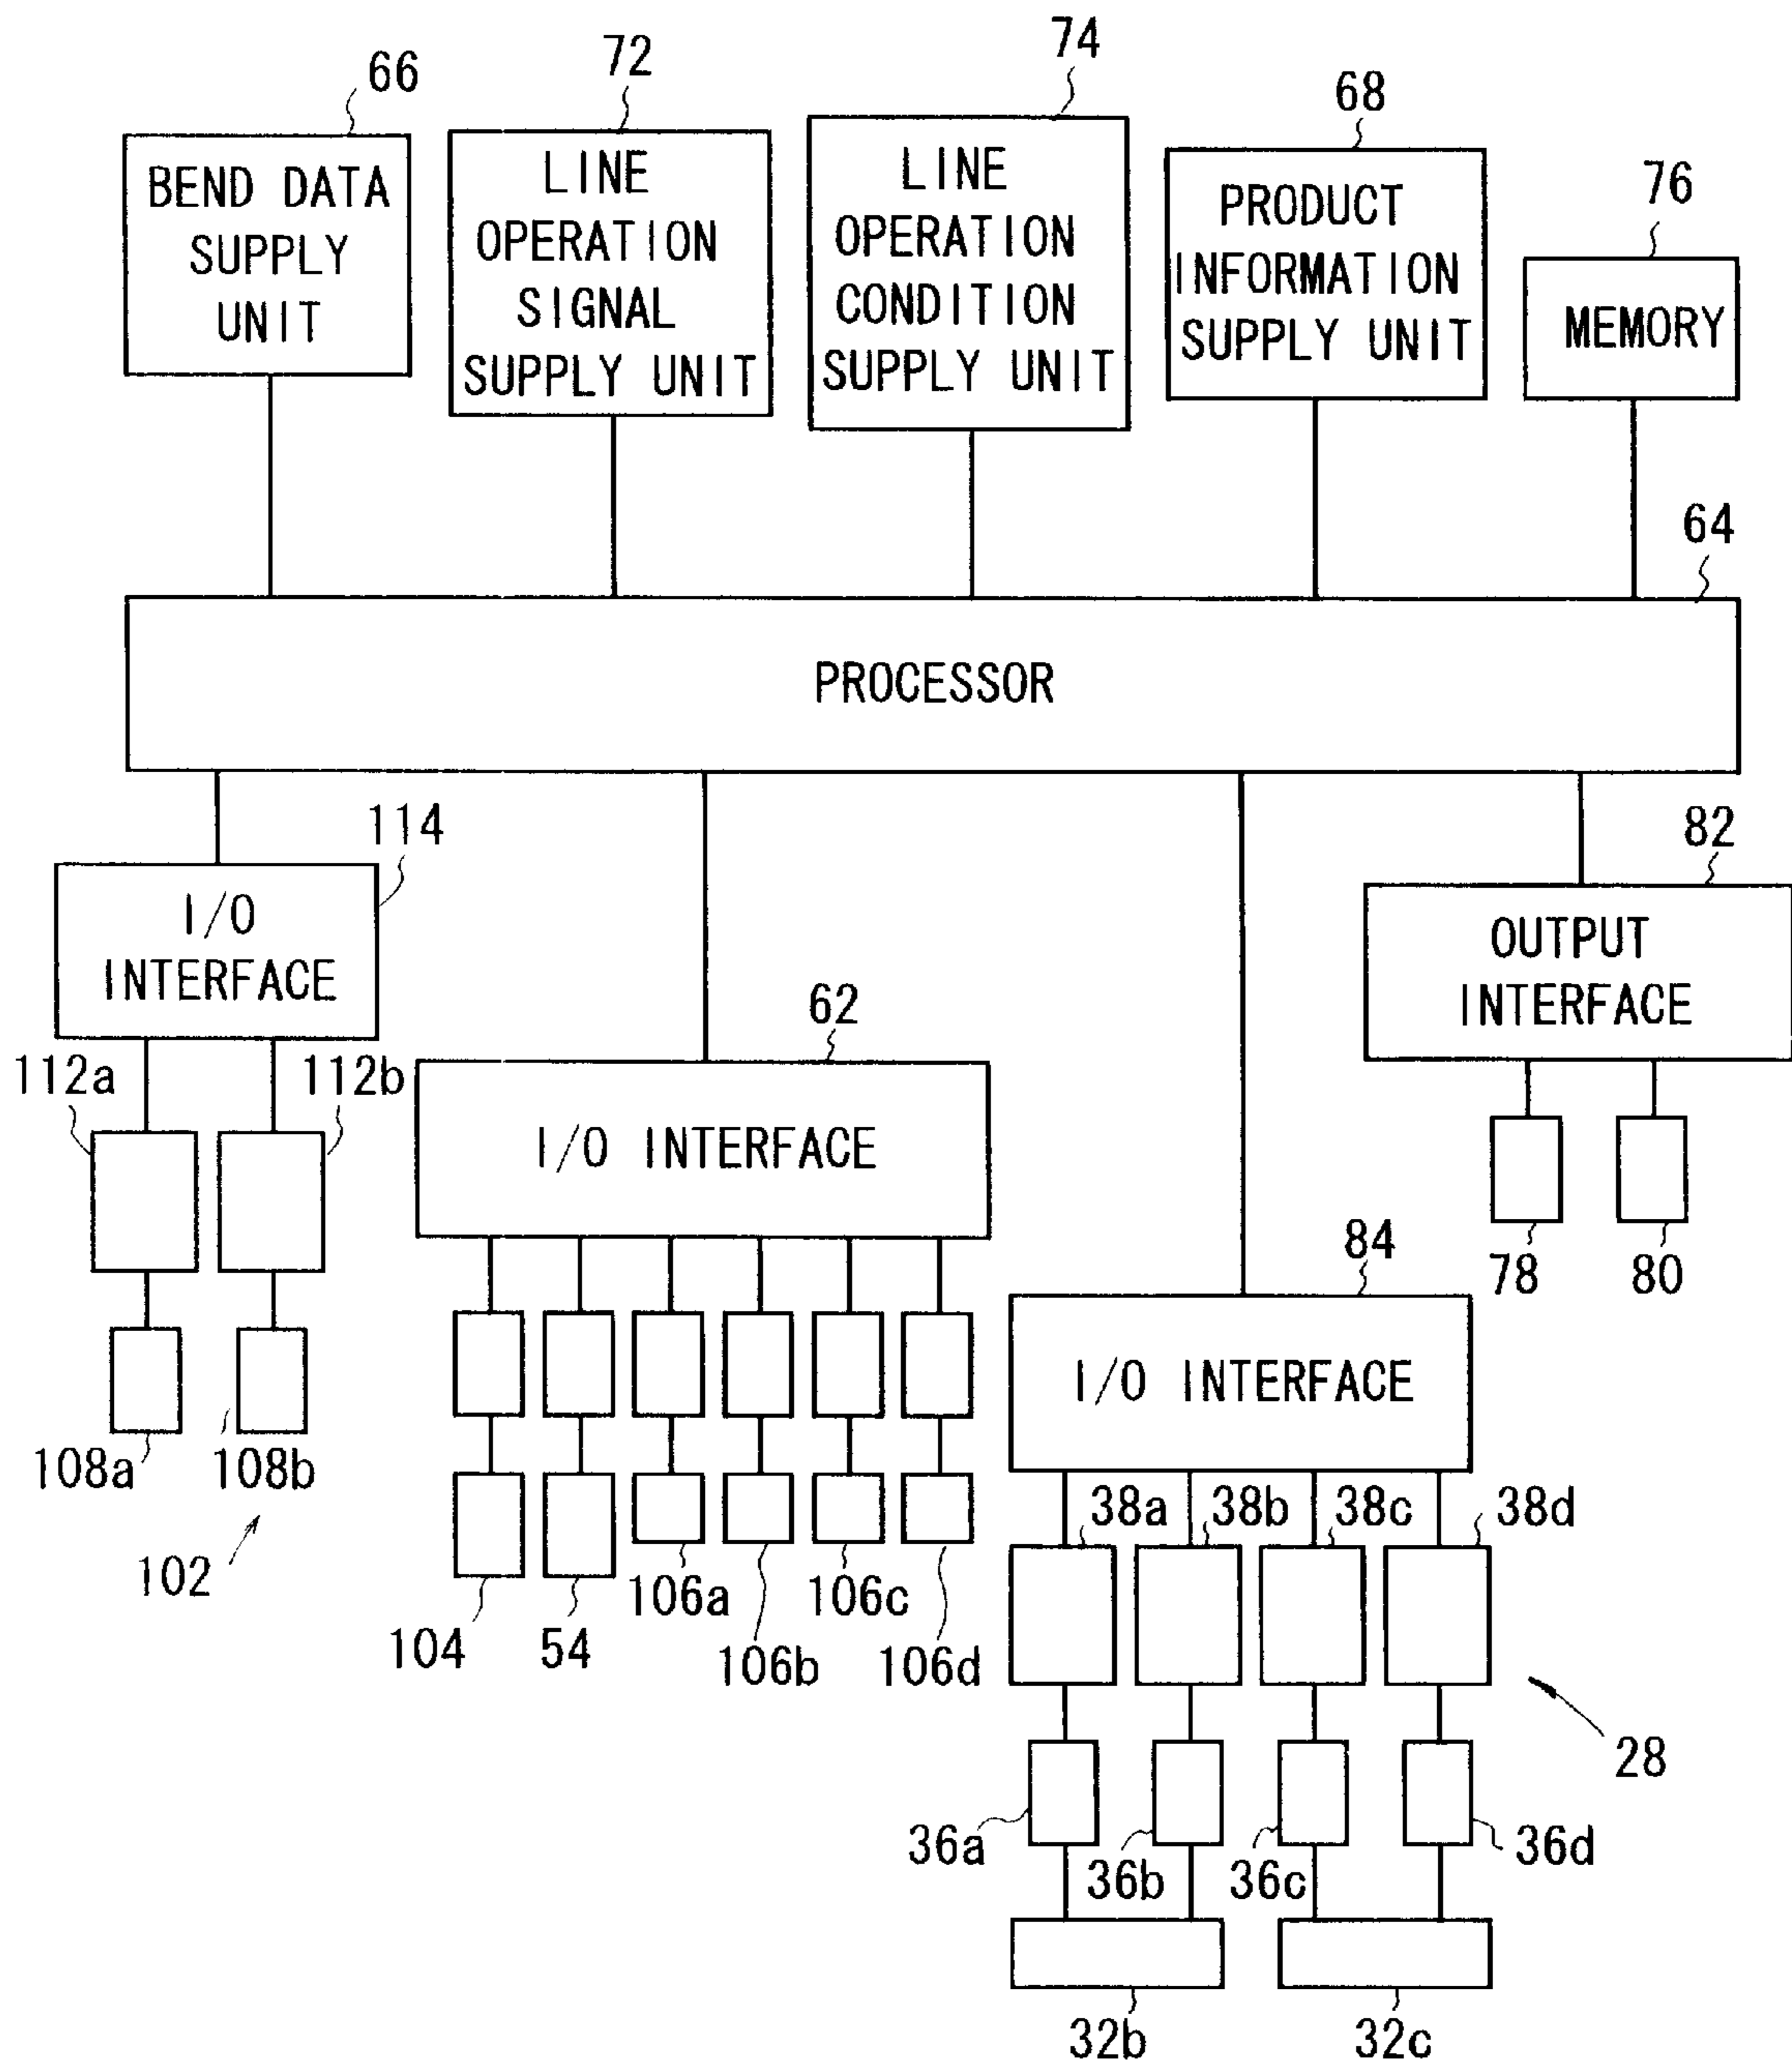 66
72
74
68
76
BEND DATA
SUPPLY
UNIT
LINE
OPERATION
SIGNAL
SUPPLY UNIT
LINE
OPERATION
CONDITION
SUPPLY UNIT
PRODUCT
INFORMATION
SUPPLY UNIT
MEMORY
64
PROCESSOR
114
I/O
INTERFACE
82
OUTPUT
INTERFACE
62
I/O INTERFACE
112a
112b
78
80
84
I/O INTERFACE
108a
108b
102
104
54
106a
106b
106c
106d
38a
38b
38c
38d
28
36a
36b
36c
36d
32b
32c